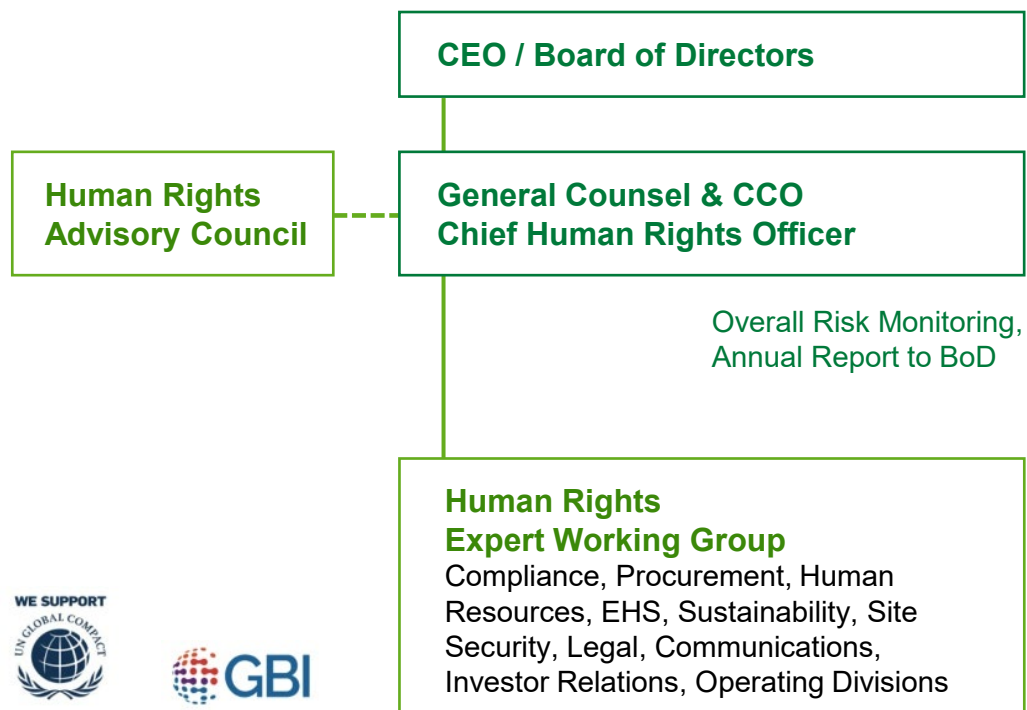 CEO / Board of Directors
Human Rights
Advisory Council
General Counsel & CCO
Chief Human Rights Officer
Overall Risk Monitoring,
Annual Report to BoD
Human Rights
Expert Working Group
Compliance, Procurement, Human
Resources, EHS, Sustainability, Site
Security, Legal, Communications,
Investor Relations, Operating Divisions
WE SUPPORT
UN GLOBAL COMPACT
GBI